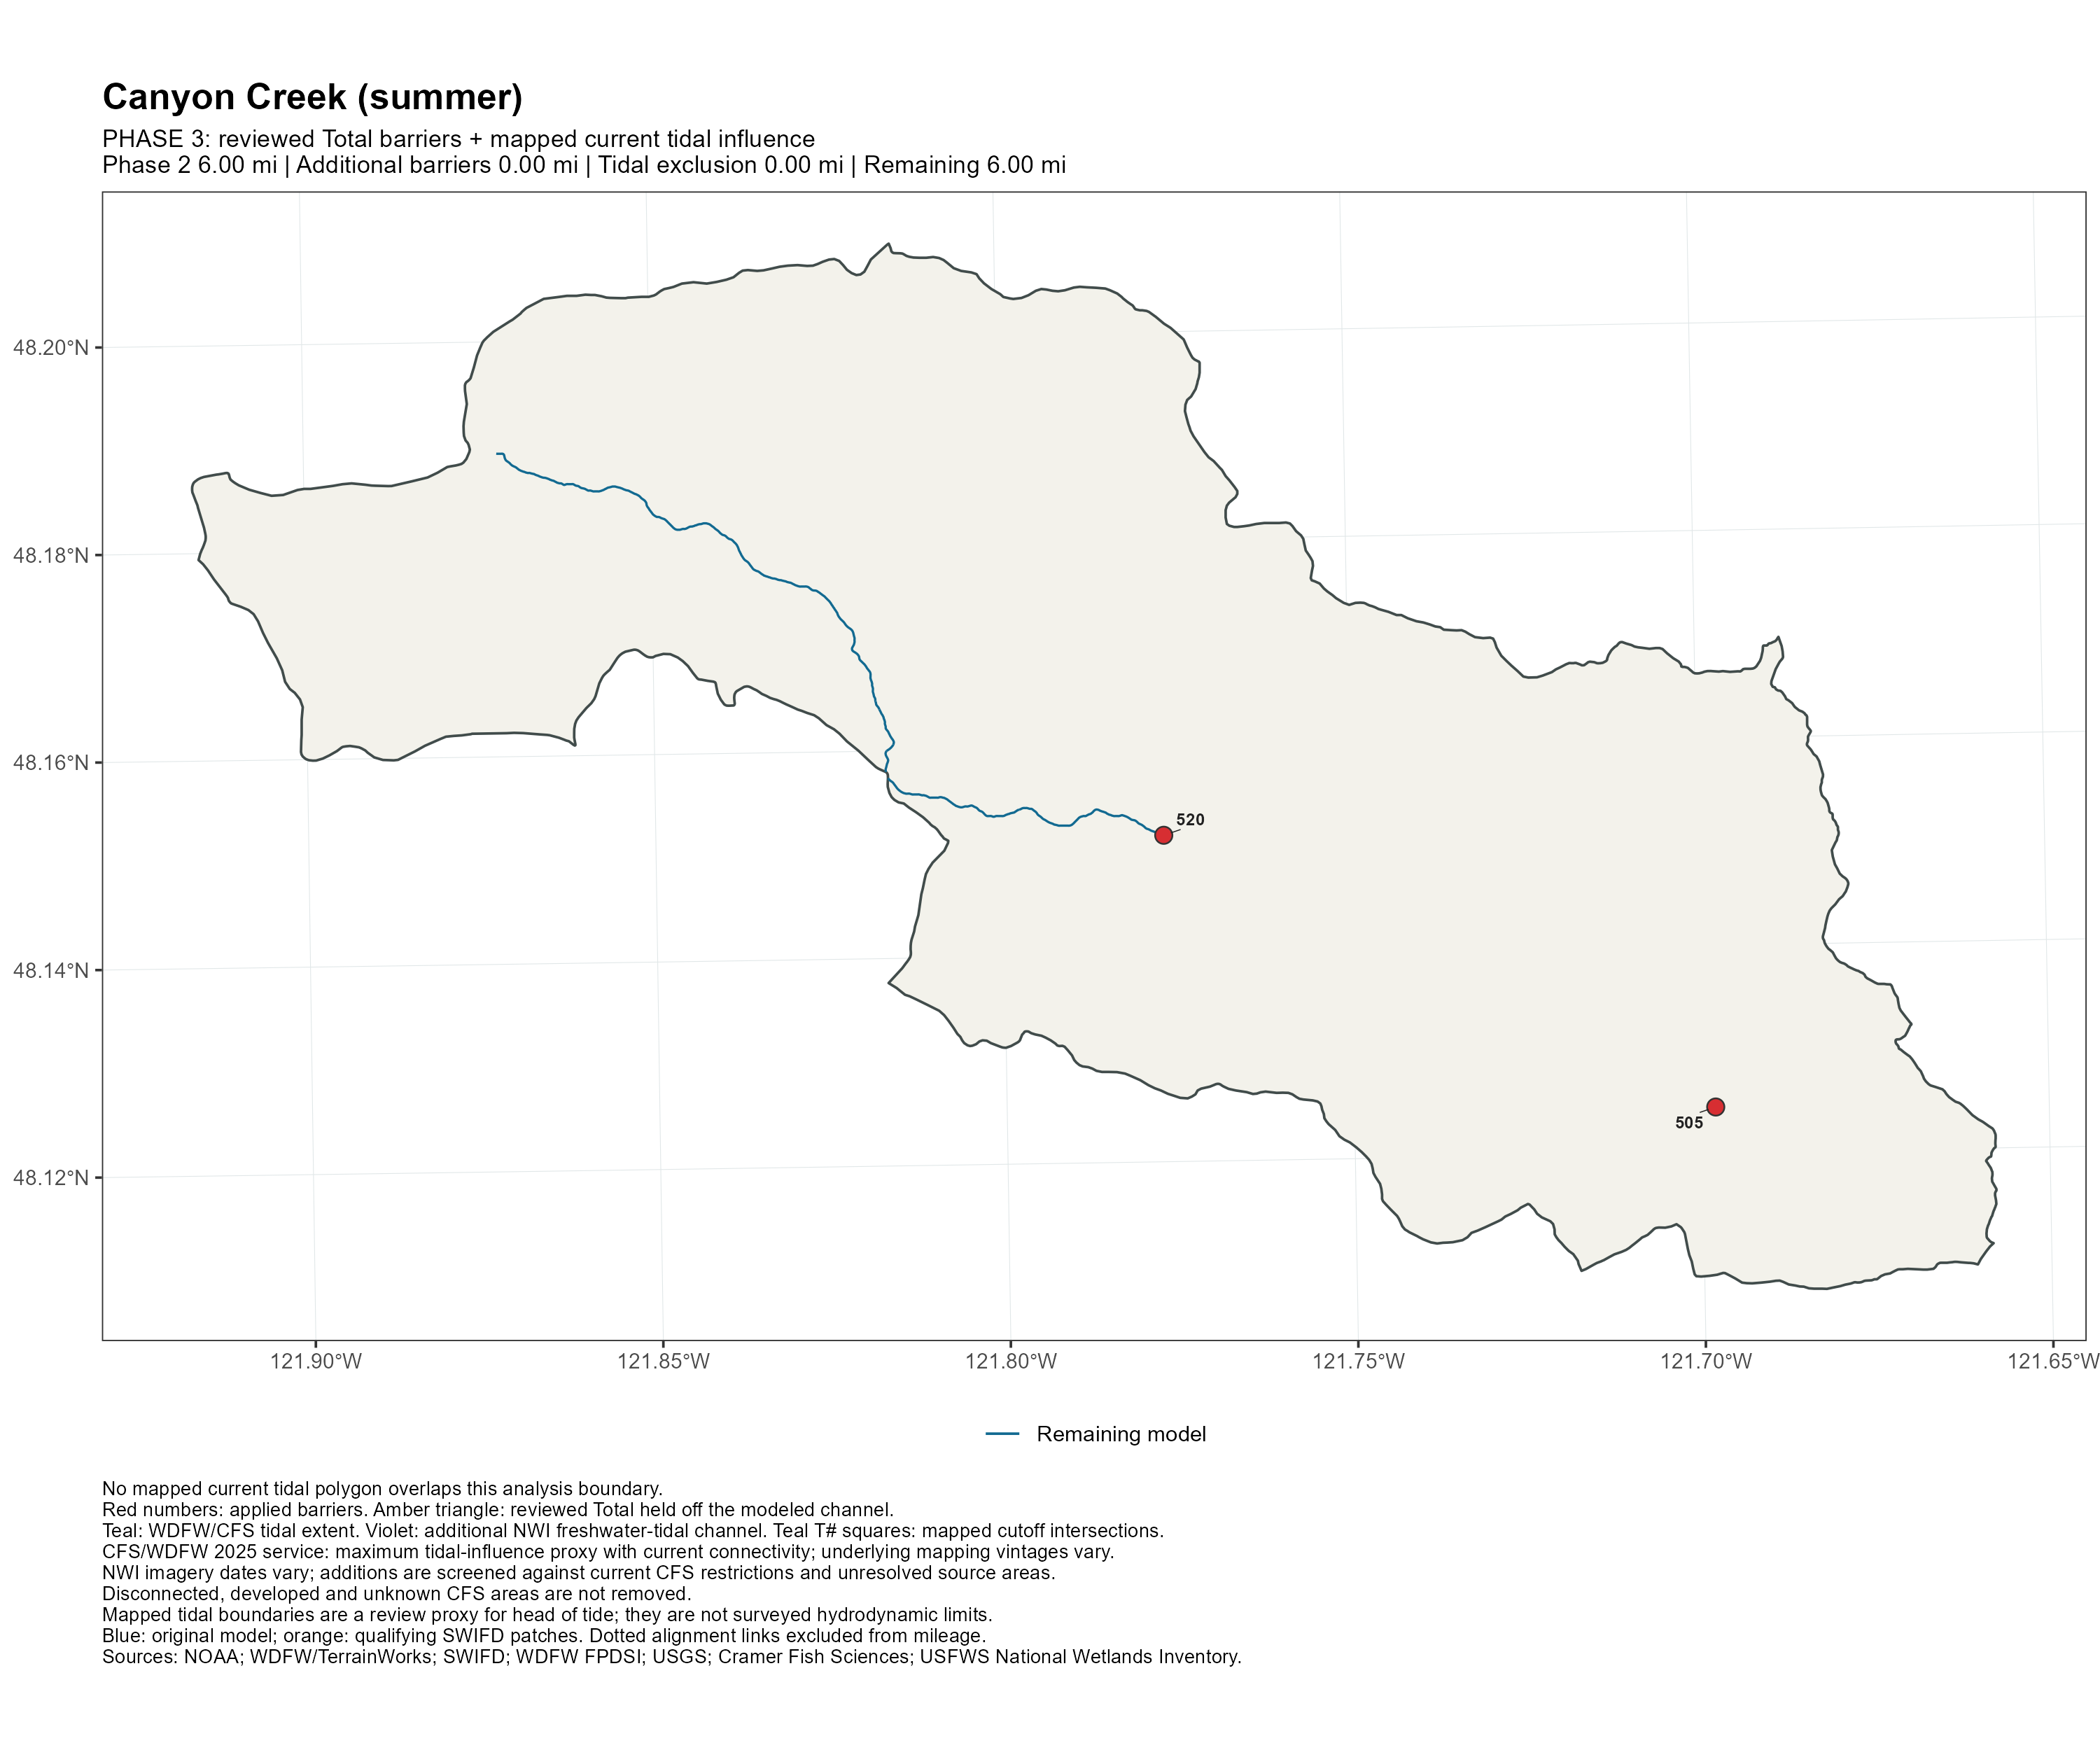 Canyon Creek (summer)
PHASE 3: reviewed Total barriers + mapped current tidal influence
Phase 2 6.00 mi | Additional barriers 0.00 mi | Tidal exclusion 0.00 mi | Remaining 6.00 mi
48.20°N
48.18°N
48.16°N
520
48.14°N
505
48.12°N
121.90°W 121.85°W 121.80°W 121.75°W 121.70°W 121.65°W
Remaining model
No mapped current tidal polygon overlaps this analysis boundary.
Red numbers: applied barriers. Amber triangle: reviewed Total held off the modeled channel.
Teal: WDFW/CFS tidal extent. Violet: additional NWI freshwater-tidal channel. Teal T# squares: mapped cutoff intersections.
CFS/WDFW 2025 service: maximum tidal-influence proxy with current connectivity; underlying mapping vintages vary.
NWI imagery dates vary; additions are screened against current CFS restrictions and unresolved source areas.
Disconnected, developed and unknown CFS areas are not removed.
Mapped tidal boundaries are a review proxy for head of tide; they are not surveyed hydrodynamic limits.
Blue: original model; orange: qualifying SWIFD patches. Dotted alignment links excluded from mileage.
Sources: NOAA; WDFW/TerrainWorks; SWIFD; WDFW FPDSI; USGS; Cramer Fish Sciences; USFWS National Wetlands Inventory.